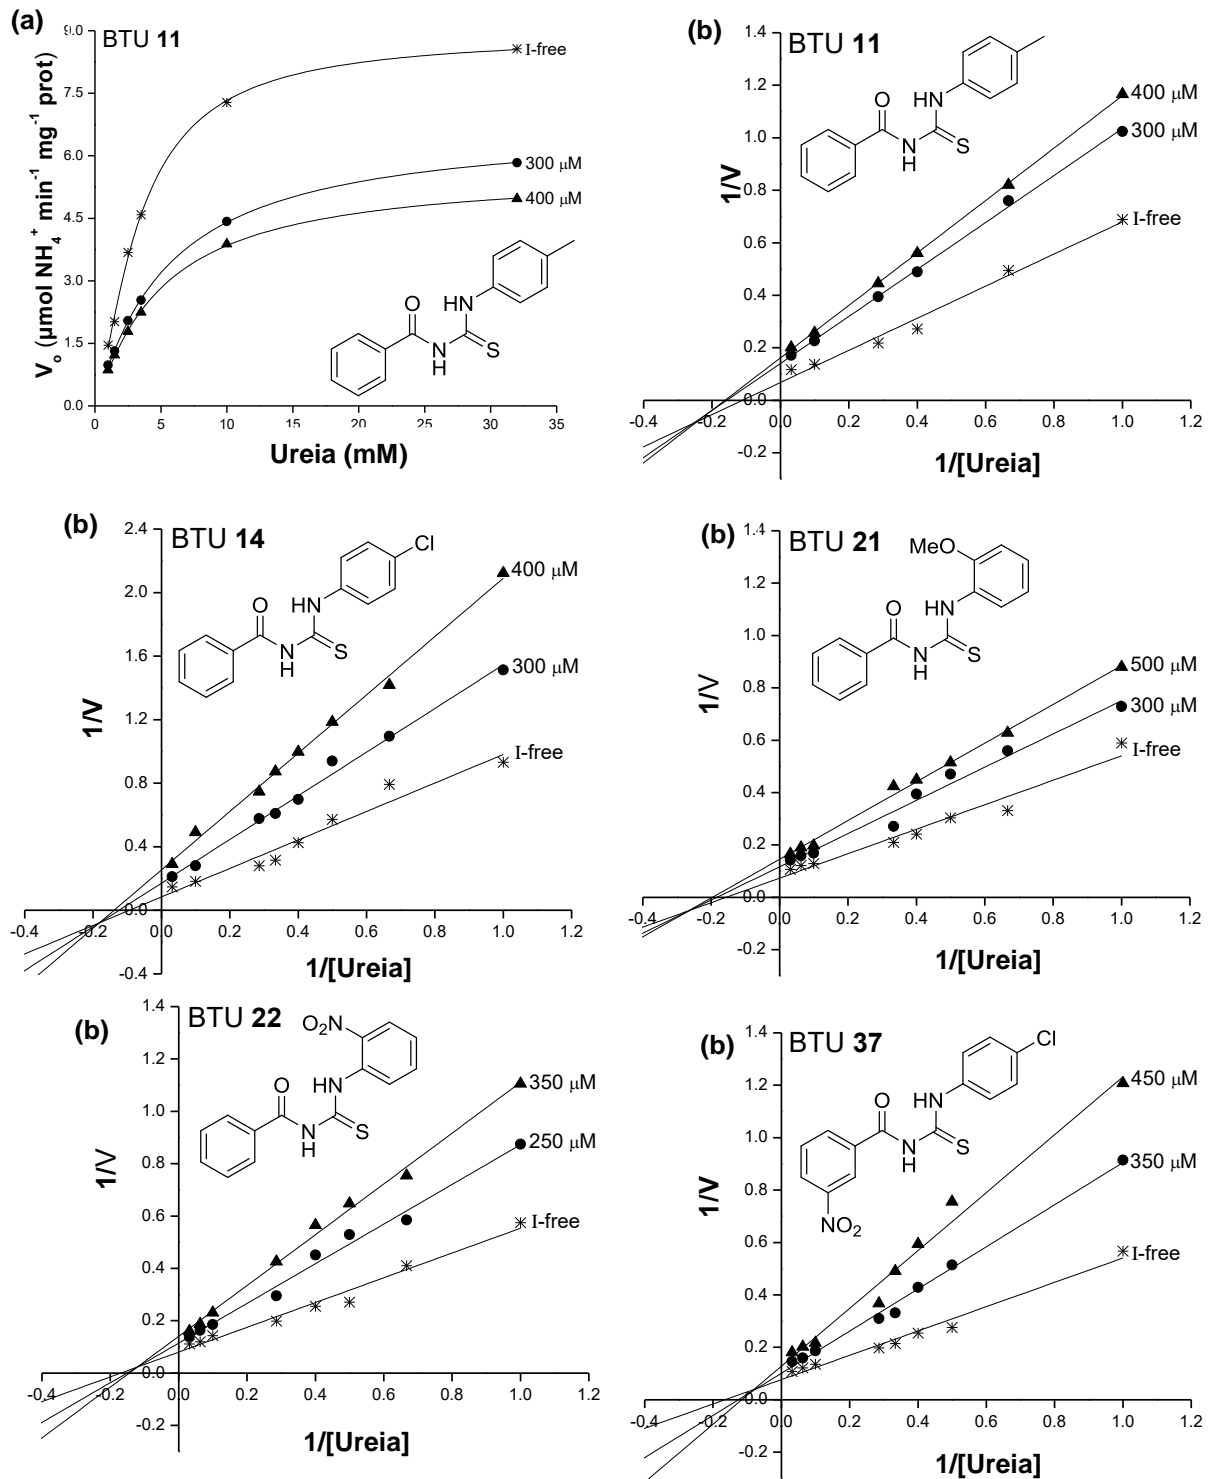 (a)
BTU 11
V₀ (µmol NH₄⁺ min⁻¹ mg⁻¹ prot)
9.0
7.5
6.0
4.5
3.0
1.5
0.0
I-free
300 µM
400 µM
HN
O
N
H
S
0 5 10 15 20 25 30 35
Ureia (mM)
(b)
BTU 11
1/V
1.4
1.2
1.0
0.8
0.6
0.4
0.2
0.0
-0.2
400 µM
300 µM
I-free
O
HN
N
H
S
-0.4 -0.2 0.0 0.2 0.4 0.6 0.8 1.0 1.2
1/[Ureia]
(b)
BTU 14
1/V
2.4
2.0
1.6
1.2
0.8
0.4
0.0
-0.4
Cl
400 µM
300 µM
I-free
O
HN
N
H
S
-0.4 -0.2 0.0 0.2 0.4 0.6 0.8 1.0 1.2
1/[Ureia]
(b)
BTU 21
1/V
1.4
1.2
1.0
0.8
0.6
0.4
0.2
0.0
-0.2
MeO
O
HN
N
H
S
500 µM
300 µM
I-free
-0.4 -0.2 0.0 0.2 0.4 0.6 0.8 1.0 1.2
1/[Ureia]
(b)
BTU 22
1/V
1.4
1.2
1.0
0.8
0.6
0.4
0.2
0.0
-0.2
O₂N
O
HN
N
H
S
350 µM
250 µM
I-free
-0.4 -0.2 0.0 0.2 0.4 0.6 0.8 1.0 1.2
1/[Ureia]
(b)
BTU 37
1/V
1.4
1.2
1.0
0.8
0.6
0.4
0.2
0.0
-0.2
Cl
O
HN
N
H
S
NO₂
450 µM
350 µM
I-free
-0.4 -0.2 0.0 0.2 0.4 0.6 0.8 1.0 1.2
1/[Ureia]